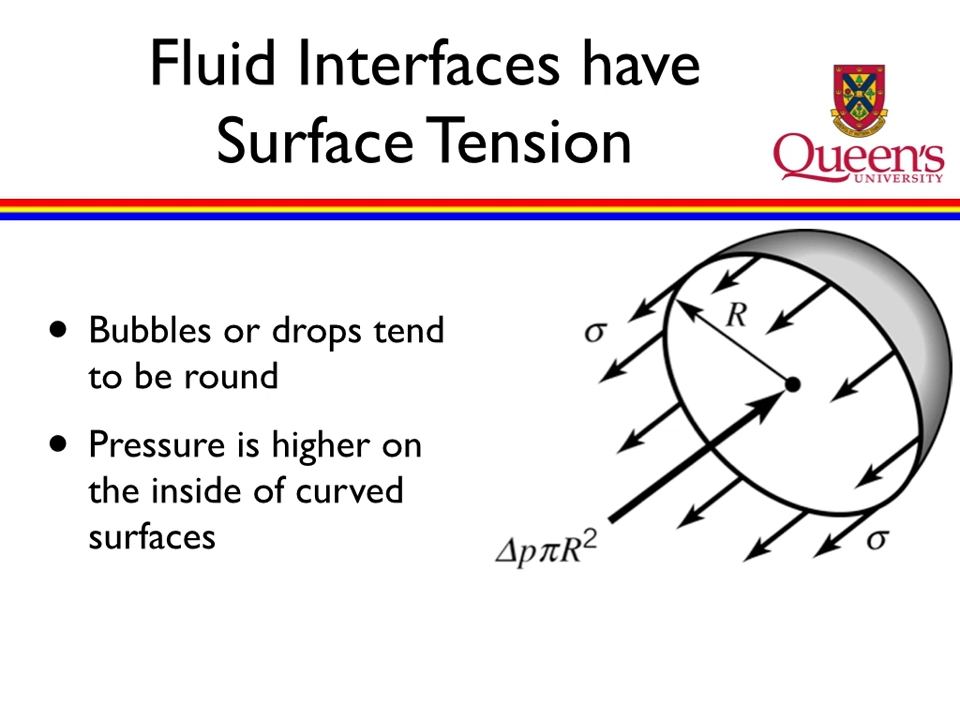 Fluid Interfaces have
Surface Tension
Queen's
UNIVERSITY
• Bubbles or drops tend
to be round
• Pressure is higher on
the inside of curved
surfaces
R
σ
σ
ΔpπR²